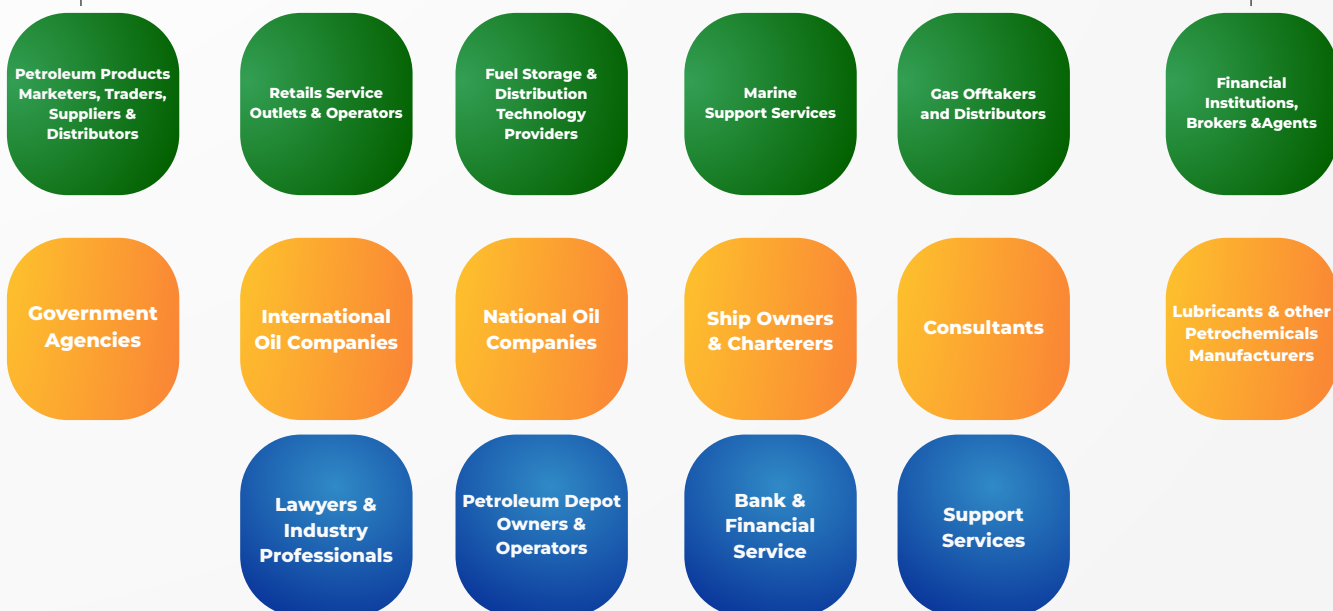 Petroleum Products
Marketers, Traders,
Suppliers &
Distributors
Retails Service
Outlets & Operators
Fuel Storage &
Distribution
Technology
Providers
Marine
Support Services
Gas Offtakers
and Distributors
Financial
Institutions,
Brokers &Agents
Government
Agencies
International
Oil Companies
National Oil
Companies
Ship Owners
& Charterers
Consultants
Lubricants & other
Petrochemicals
Manufacturers
Lawyers &
Industry
Professionals
Petroleum Depot
Owners &
Operators
Bank &
Financial
Service
Support
Services